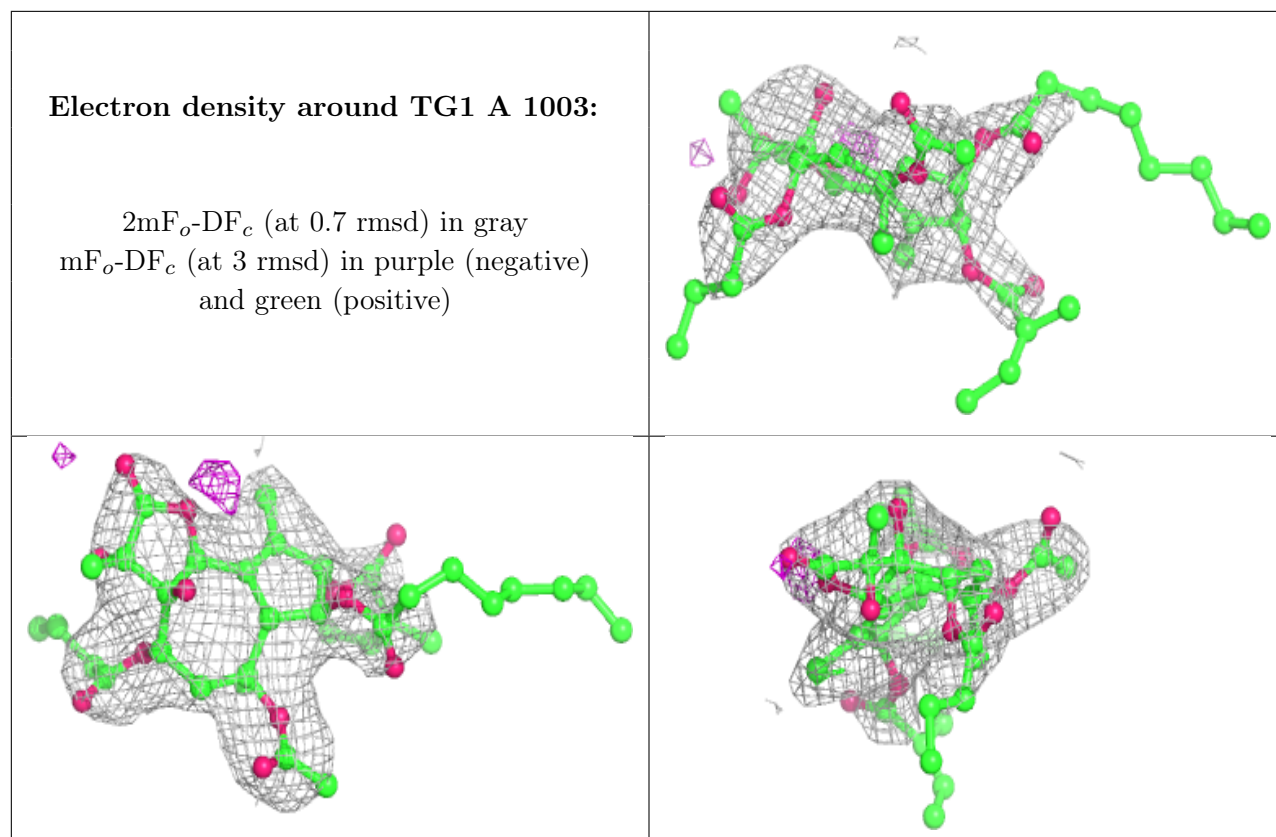 Electron density around TG1 A 1003:
2mFo-DFc (at 0.7 rmsd) in gray
mFo-DFc (at 3 rmsd) in purple (negative)
and green (positive)